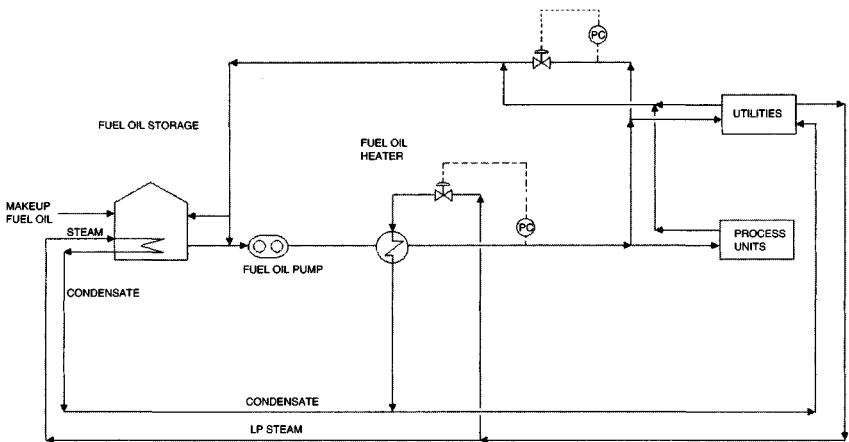 PC
UTILITIES
FUEL OIL STORAGE
FUEL OIL
HEATER
MAKEUP
FUEL OIL
STEAM
PC
PROCESS
UNITS
FUEL OIL PUMP
CONDENSATE
CONDENSATE
LP STEAM